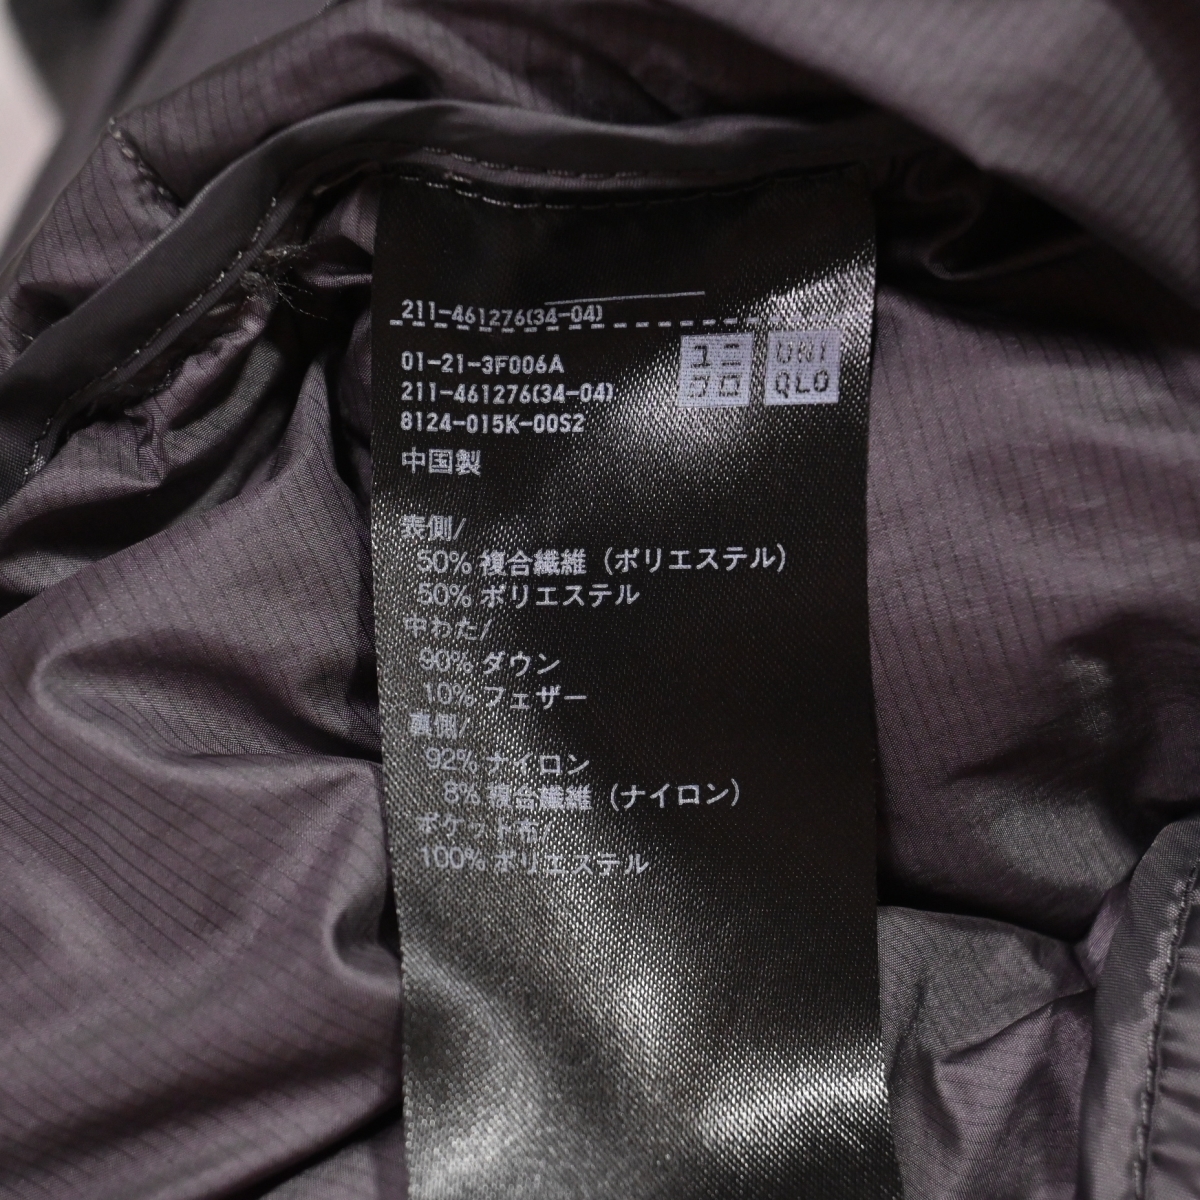 211-461276(34-04)
01-21-3F006A
211-461276(34-04)
8124-015K-00S2
ユニクロ
UNIQLO
中国製
表側/
50% 複合繊維 (ポリエステル)
50% ポリエステル
中わた/
90% ダウン
10% フェザー
裏側/
92% ナイロン
8% 複合繊維 (ナイロン)
ポケット布/
100% ポリエステル